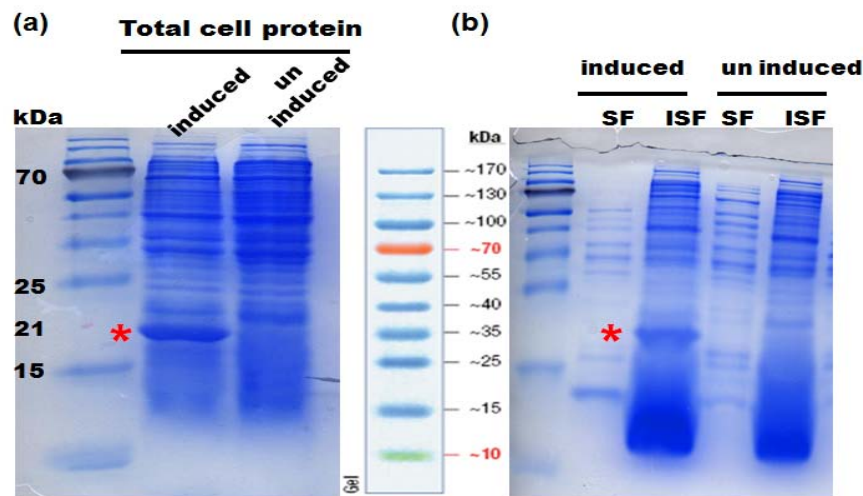 (a)
Total cell protein
induced
un induced
kDa
70
25
21
*
15
kDa
~170
~130
~100
~70
~55
~40
~35
~25
~15
~10
Gel
(b)
induced
un induced
SF
ISF
SF
ISF
*